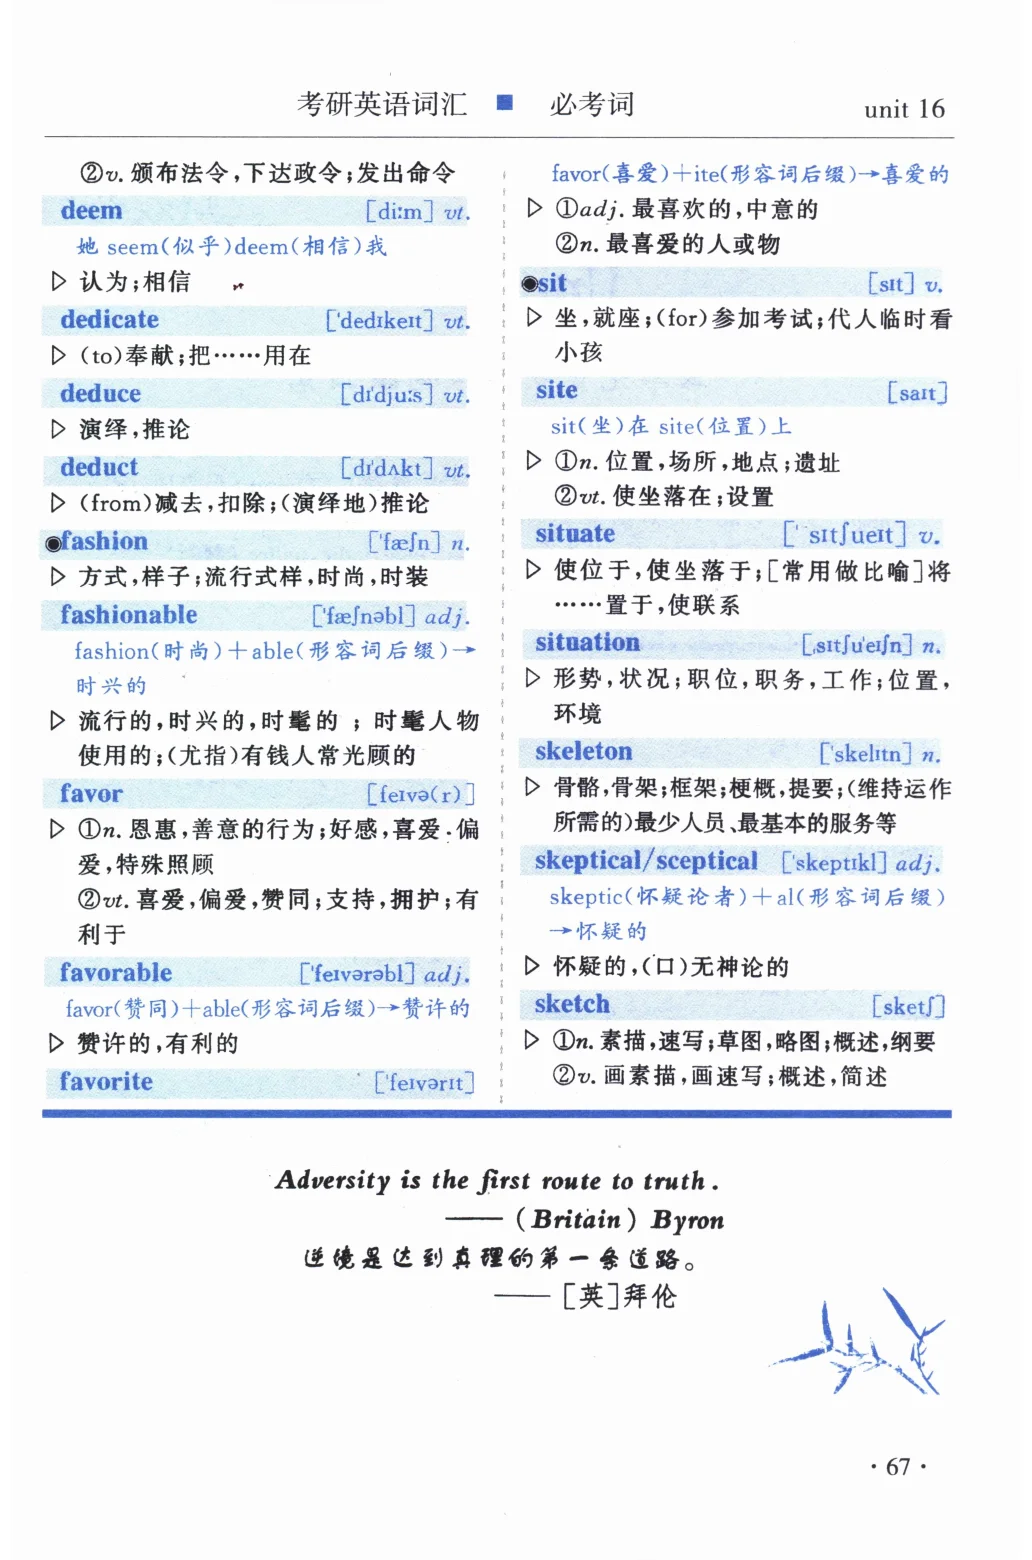 考研英语词汇 ■ 必考词 unit 16
②v. 颁布法令,下达政令;发出命令
deem [di:m] vt.
她 seem(似乎)deem(相信)我
▷ 认为;相信
dedicate ['dedɪkeɪt] vt.
▷ (to)奉献;把……用在
deduce [dɪ'dju:s] vt.
▷ 演绎,推论
deduct [dɪ'dʌkt] vt.
▷ (from)减去,扣除;(演绎地)推论
◉fashion ['fæʃn] n.
▷ 方式,样子;流行式样,时尚,时装
fashionable ['fæʃnəbl] adj.
fashion(时尚)+able(形容词后缀)→
时兴的
▷ 流行的,时兴的,时髦的 ; 时髦人物
使用的;(尤指)有钱人常光顾的
favor [feɪvə(r)]
▷ ①n. 恩惠,善意的行为;好感,喜爱;偏
爱,特殊照顾
②vt. 喜爱,偏爱,赞同;支持,拥护;有
利于
favorable ['feɪvərəbl] adj.
favor(赞同)+able(形容词后缀)→赞许的
▷ 赞许的,有利的
favorite ['feɪvərɪt]
favor(喜爱)+ite(形容词后缀)→喜爱的
▷ ①adj. 最喜欢的,中意的
②n. 最喜爱的人或物
◉sit [sɪt] v.
▷ 坐,就座;(for)参加考试;代人临时看
小孩
site [saɪt]
sit(坐)在 site(位置)上
▷ ①n. 位置,场所,地点;遗址
②vt. 使坐落在;设置
situate ['sɪtʃueɪt] v.
▷ 使位于,使坐落于;[常用做比喻]将
……置于,使联系
situation [ˌsɪtʃu'eɪʃn] n.
▷ 形势,状况;职位,职务,工作;位置,
环境
skeleton ['skelɪtn] n.
▷ 骨骼,骨架;框架;梗概,提要;(维持运作
所需的)最少人员、最基本的服务等
skeptical/sceptical ['skeptɪkl] adj.
skeptic(怀疑论者)+al(形容词后缀)
→怀疑的
▷ 怀疑的,(口)无神论的
sketch [sketʃ]
▷ ①n. 素描,速写;草图,略图;概述,纲要
②v. 画素描,画速写;概述,简述
Adversity is the first route to truth.
——(Britain) Byron
逆境是达到真理的第一条道路。
——[英]拜伦
·67·